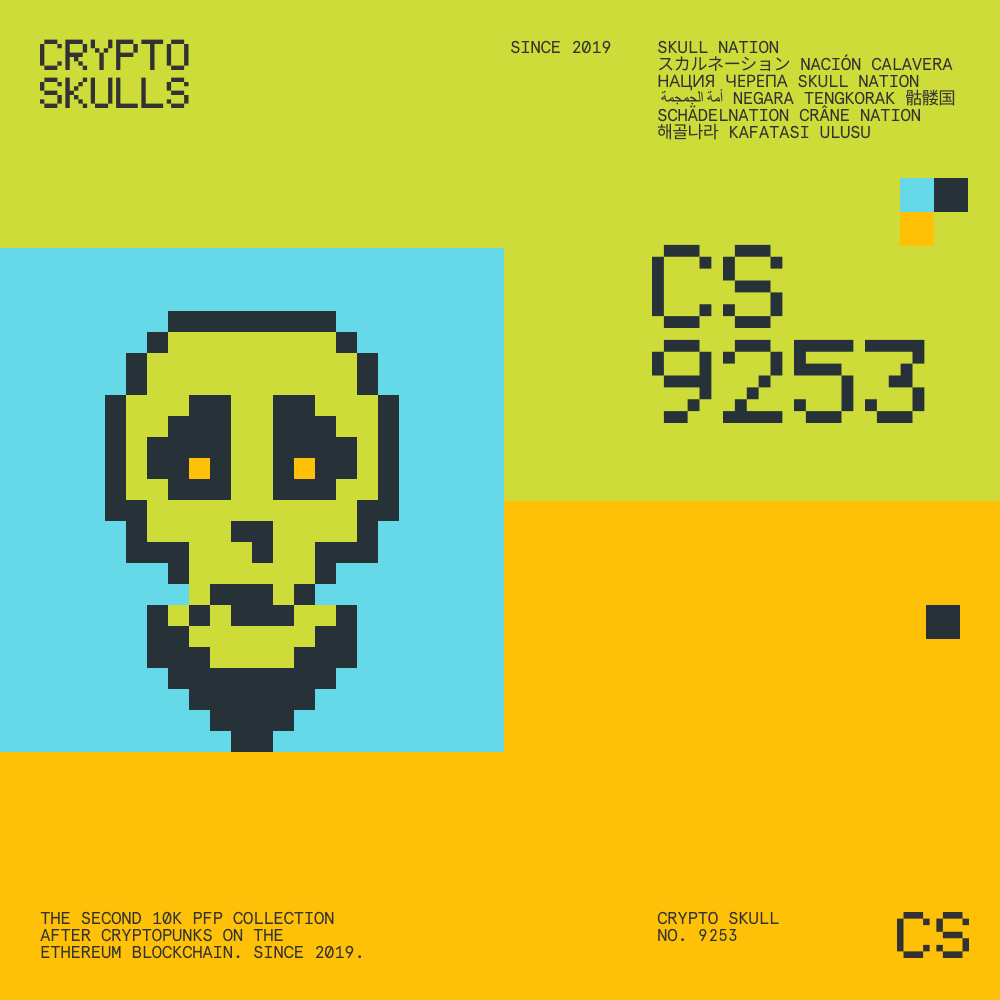 CRYPTO
SKULLS
SINCE 2019
SKULL NATION
スカルネーション NACIÓN CALAVERA
НАЦИЯ ЧЕРЕПА SKULL NATION
أمة الجمجمة NEGARA TENGKORAK 骷髅国
SCHÄDELNATION CRÂNE NATION
해골나라 KAFATASI ULUSU
CS
9253
THE SECOND 10K PFP COLLECTION
AFTER CRYPTOPUNKS ON THE
ETHEREUM BLOCKCHAIN. SINCE 2019.
CRYPTO SKULL
NO. 9253
CS